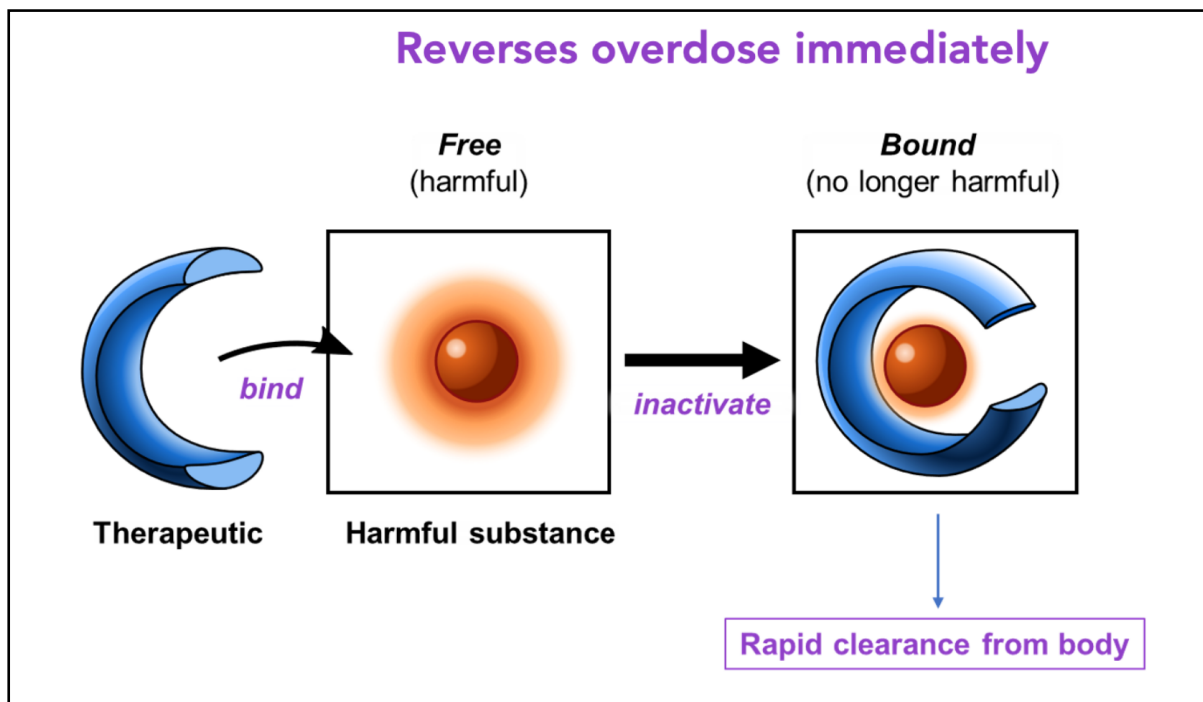 Reverses overdose immediately
Free
(harmful)
Bound
(no longer harmful)
bind
inactivate
Therapeutic
Harmful substance
Rapid clearance from body